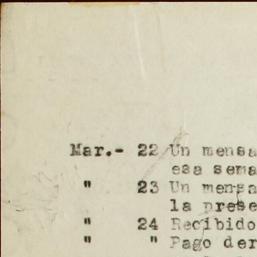 Mar.- 22 Un mensa
esa sema
" 23 Un mensa
la prese
" 24 Recibido
" " Pago der